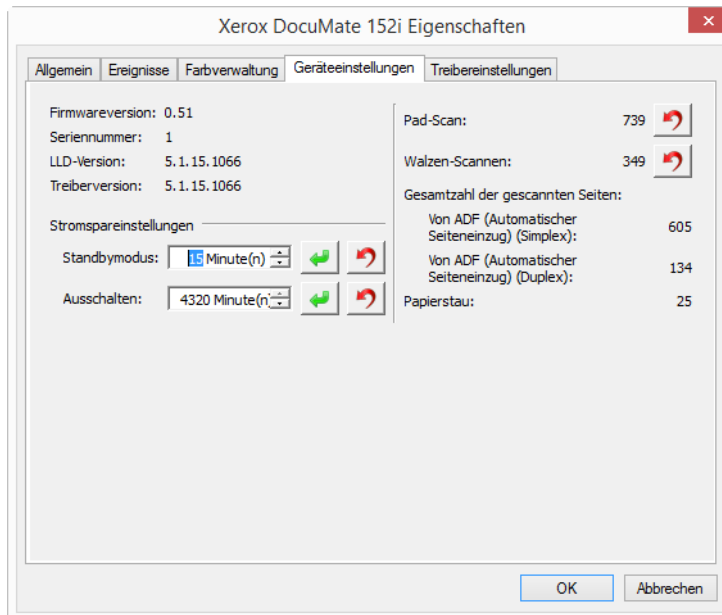 Xerox DocuMate 152i Eigenschaften
Allgemein Ereignisse Farbverwaltung Geräteeinstellungen Treibereinstellungen
Firmwareversion: 0.51
Seriennummer: 1
LLD-Version: 5.1.15.1066
Treiberversion: 5.1.15.1066
Stromspareinstellungen
Standbymodus: 15 Minute(n)
Ausschalten: 4320 Minute(n)
Pad-Scan: 739
Walzen-Scannen: 349
Gesamtzahl der gescannten Seiten:
Von ADF (Automatischer
Seiteneinzug) (Simplex): 605
Von ADF (Automatischer
Seiteneinzug) (Duplex): 134
Papierstau: 25
OK Abbrechen